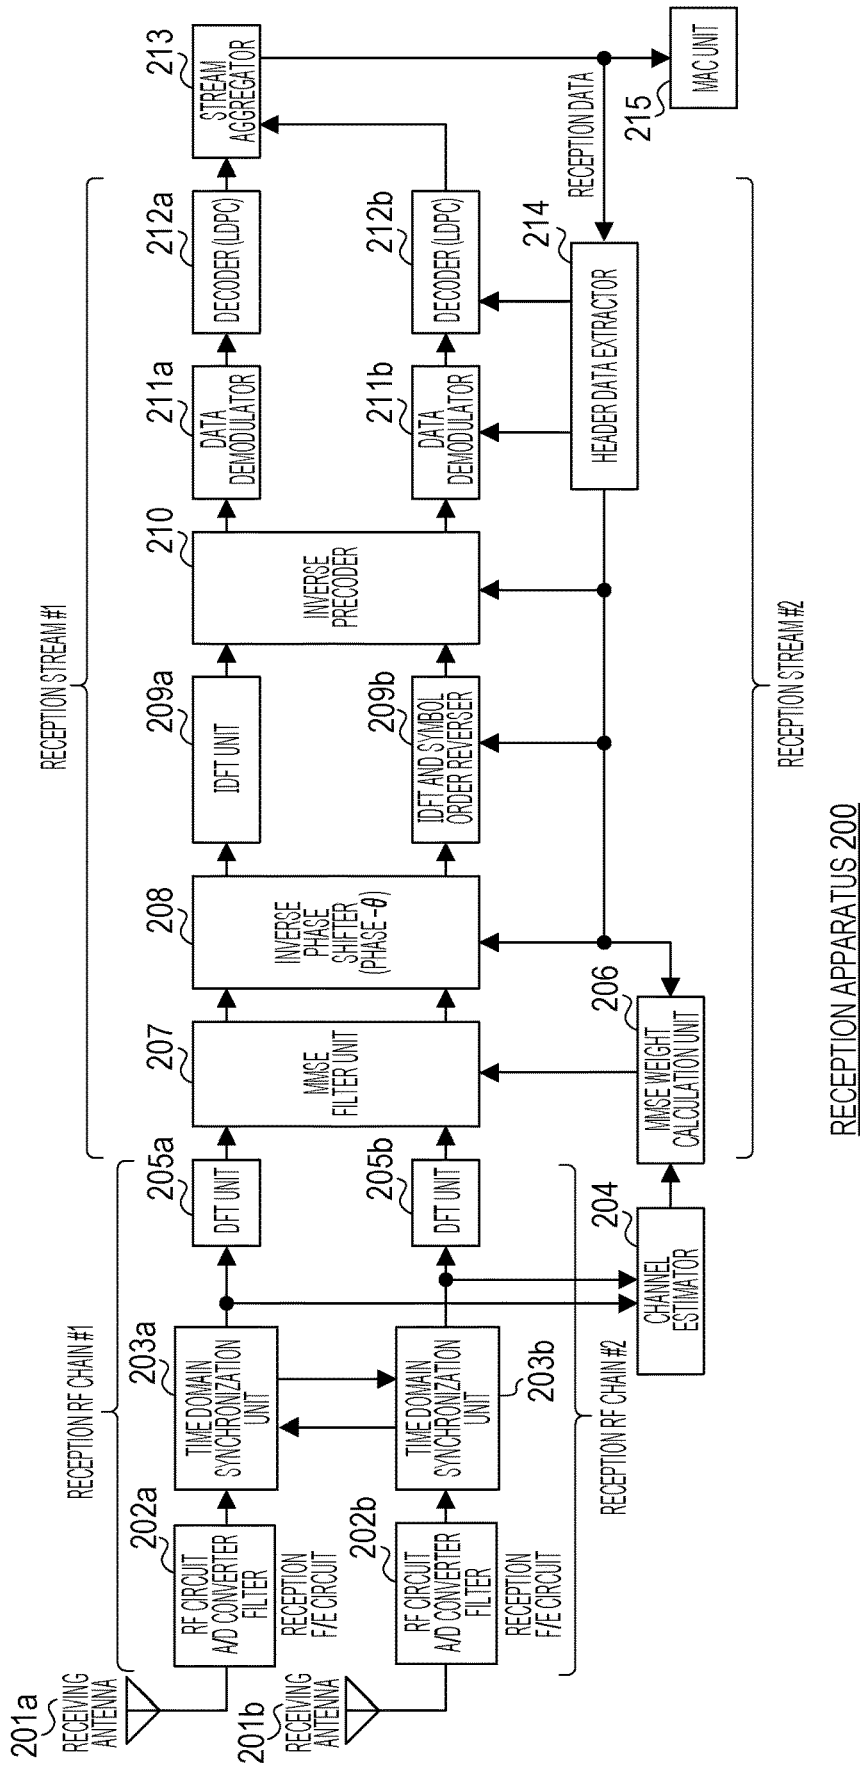 RECEPTION RF CHAIN #1
RECEPTION STREAM #1
201a
RECEIVING
ANTENNA
202a
RF CIRCUIT
A/D CONVERTER
FILTER
RECEPTION
F/E CIRCUIT
203a
TIME DOMAIN
SYNCHRONIZATION
UNIT
205a
DFT UNIT
207
MMSE
FILTER UNIT
208
INVERSE
PHASE
SHIFTER
(PHASE -θ)
209a
IDFT UNIT
210
INVERSE
PRECODER
211a
DATA
DEMODULATOR
212a
DECODER (LDPC)
213
STREAM
AGGREGATOR
201b
RECEIVING
ANTENNA
202b
RF CIRCUIT
A/D CONVERTER
FILTER
RECEPTION
F/E CIRCUIT
TIME DOMAIN
SYNCHRONIZATION
UNIT
203b
205b
DFT UNIT
209b
IDFT AND SYMBOL
ORDER REVERSER
211b
DATA
DEMODULATOR
212b
DECODER (LDPC)
RECEPTION RF CHAIN #2
204
CHANNEL
ESTIMATOR
206
MMSE WEIGHT
CALCULATION UNIT
214
HEADER DATA EXTRACTOR
RECEPTION DATA
215
MAC UNIT
RECEPTION STREAM #2
RECEPTION APPARATUS 200